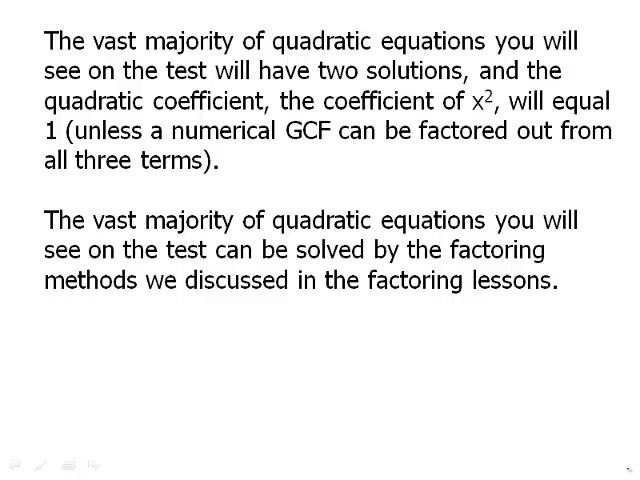 The vast majority of quadratic equations you will
see on the test will have two solutions, and the
quadratic coefficient, the coefficient of x², will equal
1 (unless a numerical GCF can be factored out from
all three terms).
The vast majority of quadratic equations you will
see on the test can be solved by the factoring
methods we discussed in the factoring lessons.